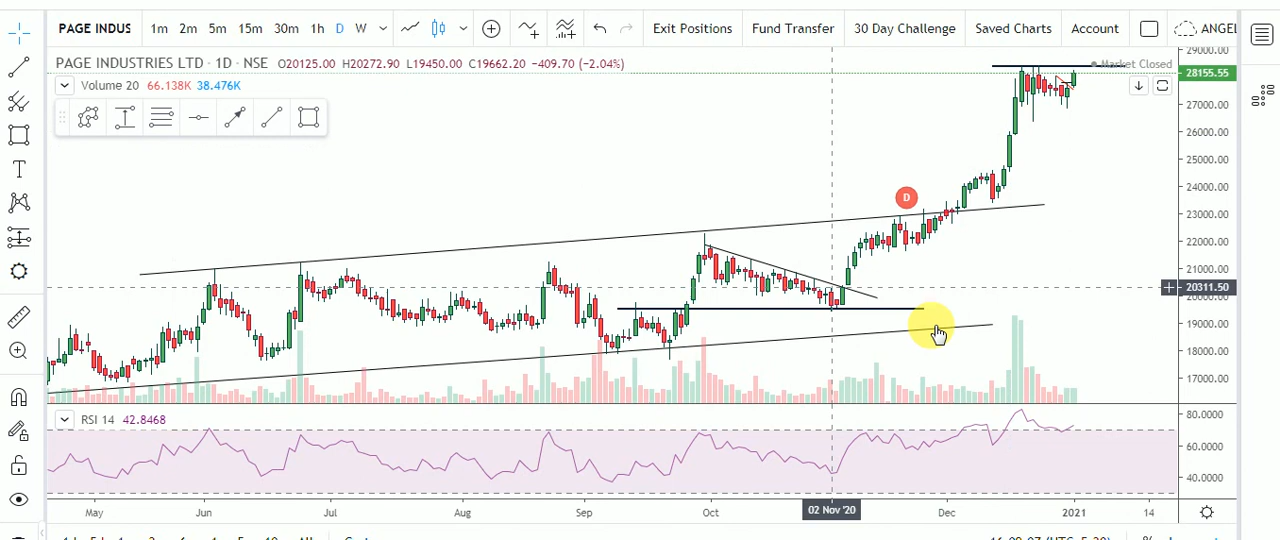 PAGE INDUS 1m 2m 5m 15m 30m 1h D W Exit Positions Fund Transfer 30 Day Challenge Saved Charts Account ANGEL
PAGE INDUSTRIES LTD · 1D · NSE O20125.00 H20272.90 L19450.00 C19662.20 −409.70 (−2.04%)
Market Closed
Volume 20 66.138K 38.476K
29000.00
28155.55
27000.00
26000.00
25000.00
24000.00
23000.00
22000.00
21000.00
20311.50
20000.00
19000.00
18000.00
17000.00
D
RSI 14 42.8468
80.0000
60.0000
40.0000
May Jun Jul Aug Sep Oct 02 Nov '20 Dec 2021 14